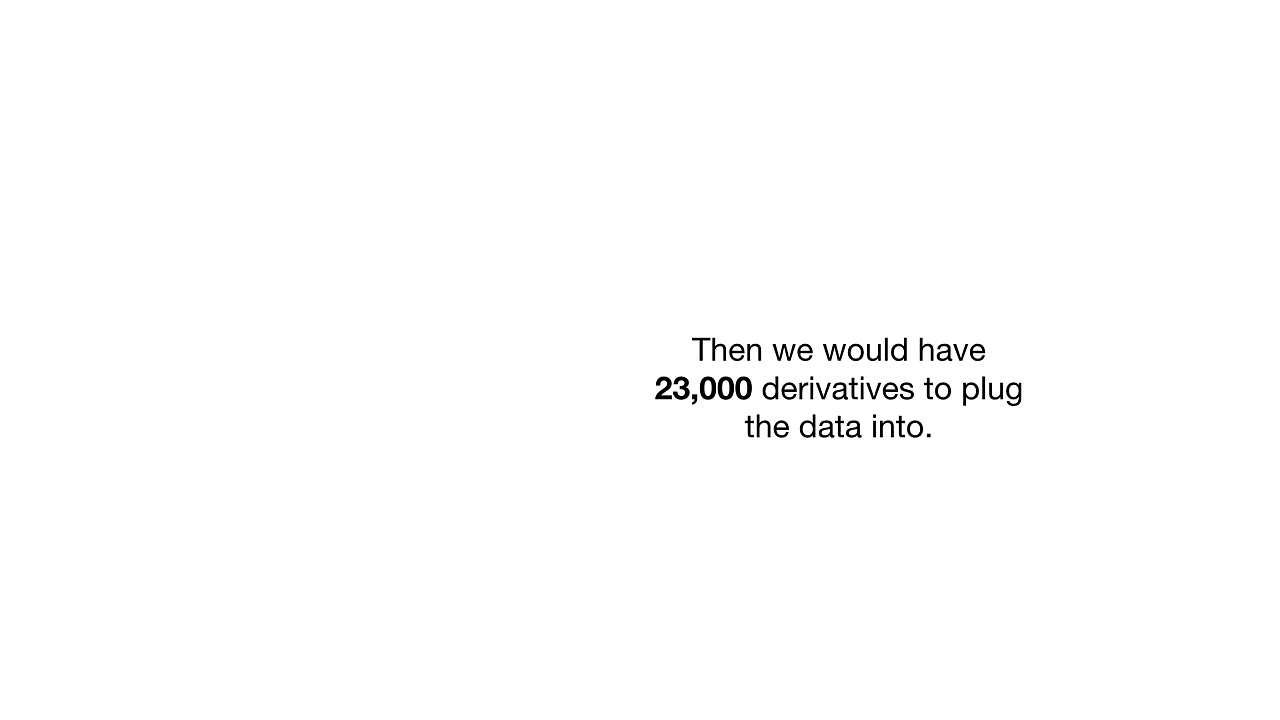 Then we would have
23,000 derivatives to plug
the data into.